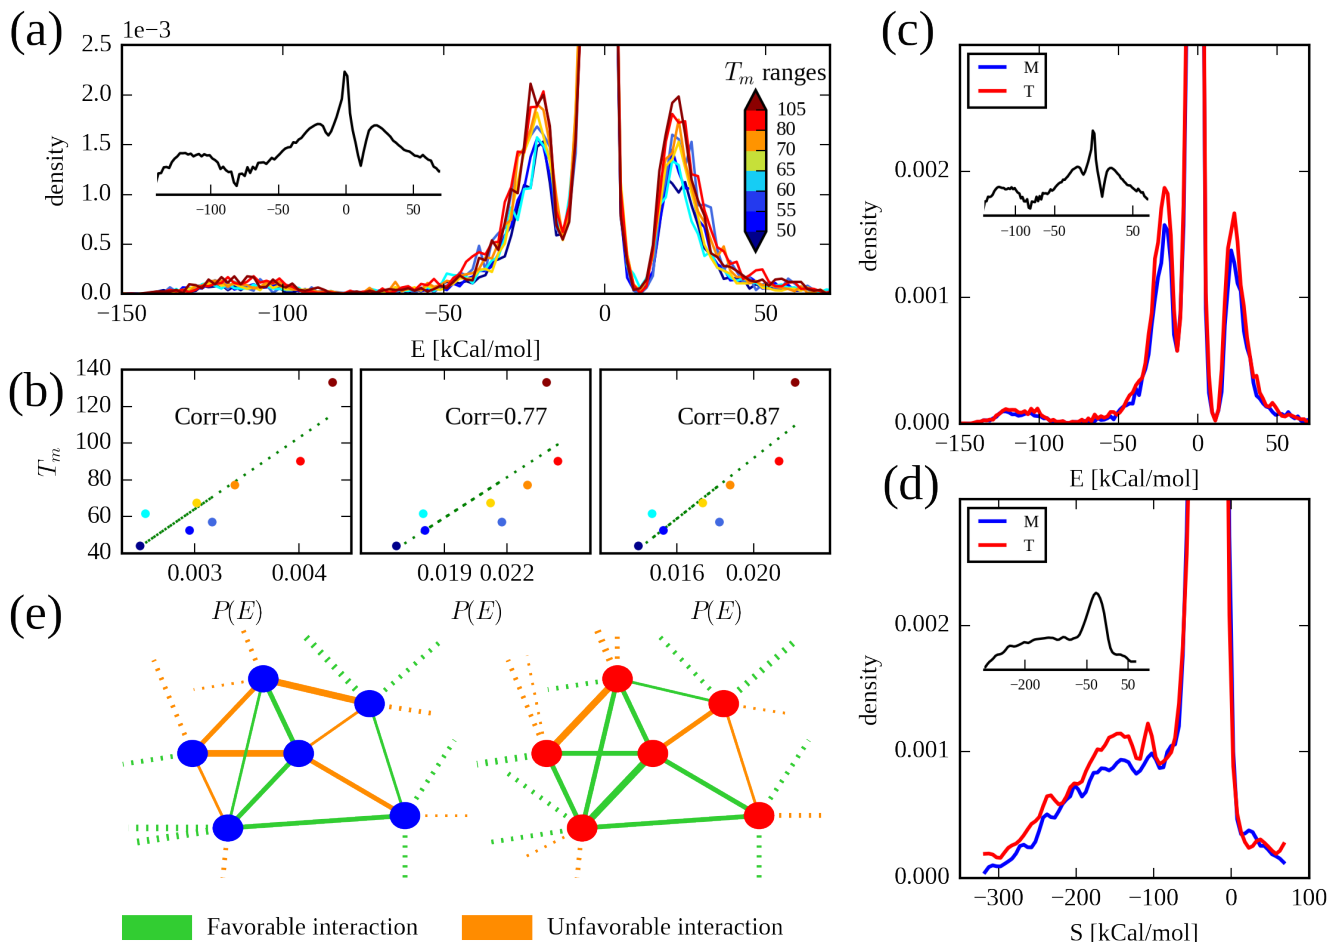 (a)
1e−3
2.5
2.0
1.5
1.0
0.5
0.0
density
−150
−100
−50
0
50
E [kCal/mol]
−100
−50
0
50
T_m ranges
105
80
70
65
60
55
50
(b)
140
120
100
80
60
40
T_m
Corr=0.90
Corr=0.77
Corr=0.87
0.003
0.004
0.019
0.022
0.016
0.020
P(E)
P(E)
P(E)
(c)
M
T
0.002
0.001
0.000
density
−150
−100
−50
0
50
E [kCal/mol]
−100
−50
50
(d)
M
T
0.002
0.001
0.000
density
−300
−200
−100
0
100
S [kCal/mol]
−200
−50
50
(e)
Favorable interaction
Unfavorable interaction